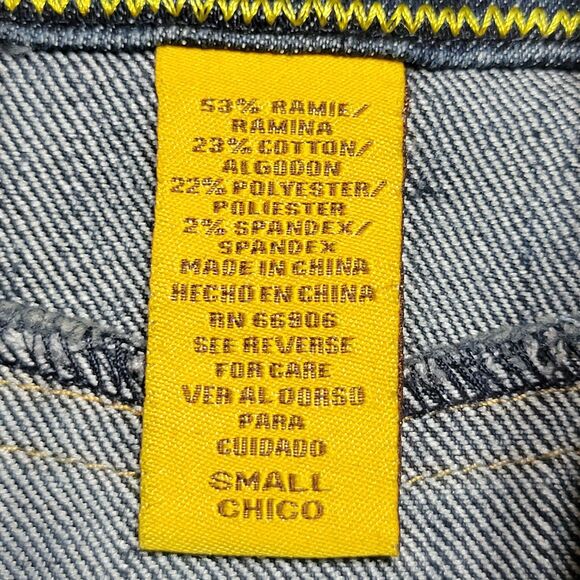 53% RAMIE/
RAMINA
23% COTTON/
ALGODON
22% POLYESTER/
POLIESTER
2% SPANDEX/
SPANDEX
MADE IN CHINA
HECHO EN CHINA
RN 66906
SEE REVERSE
FOR CARE
VER AL DORSO
PARA
CUIDADO
SMALL
CHICO